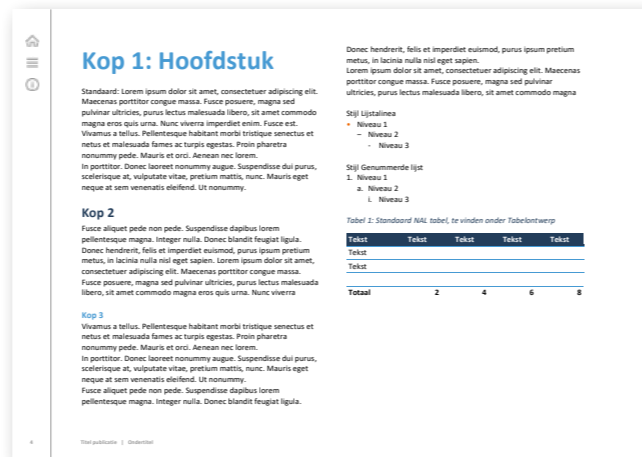 Kop 1: Hoofdstuk
Standaard: Lorem ipsum dolor sit amet, consectetuer adipiscing elit.
Maecenas porttitor congue massa. Fusce posuere, magna sed
pulvinar ultricies, purus lectus malesuada libero, sit amet commodo
magna eros quis urna. Nunc viverra imperdiet enim. Fusce est.
Vivamus a tellus. Pellentesque habitant morbi tristique senectus et
netus et malesuada fames ac turpis egestas. Proin pharetra
nonummy pede. Mauris et orci. Aenean nec lorem.
In porttitor. Donec laoreet nonummy augue. Suspendisse dui purus,
scelerisque at, vulputate vitae, pretium mattis, nunc. Mauris eget
neque at sem venenatis eleifend. Ut nonummy.
Kop 2
Fusce aliquet pede non pede. Suspendisse dapibus lorem
pellentesque magna. Integer nulla. Donec blandit feugiat ligula.
Donec hendrerit, felis et imperdiet euismod, purus ipsum pretium
metus, in lacinia nulla nisl eget sapien. Lorem ipsum dolor sit amet,
consectetuer adipiscing elit. Maecenas porttitor congue massa.
Fusce posuere, magna sed pulvinar ultricies, purus lectus malesuada
libero, sit amet commodo magna eros quis urna. Nunc viverra
Kop 3
Vivamus a tellus. Pellentesque habitant morbi tristique senectus et
netus et malesuada fames ac turpis egestas. Proin pharetra
nonummy pede. Mauris et orci. Aenean nec lorem.
In porttitor. Donec laoreet nonummy augue. Suspendisse dui purus,
scelerisque at, vulputate vitae, pretium mattis, nunc. Mauris eget
neque at sem venenatis eleifend. Ut nonummy.
Fusce aliquet pede non pede. Suspendisse dapibus lorem
pellentesque magna. Integer nulla. Donec blandit feugiat ligula.
Donec hendrerit, felis et imperdiet euismod, purus ipsum pretium
metus, in lacinia nulla nisl eget sapien.
Lorem ipsum dolor sit amet, consectetuer adipiscing elit. Maecenas
porttitor congue massa. Fusce posuere, magna sed pulvinar
ultricies, purus lectus malesuada libero, sit amet commodo magna
Stijl Lijstalinea
• Niveau 1
– Niveau 2
- Niveau 3
Stijl Genummerde lijst
1. Niveau 1
a. Niveau 2
i. Niveau 3
Tabel 1: Standaard NAL tabel, te vinden onder Tabelontwerp
Tekst Tekst Tekst Tekst Tekst
Tekst
Tekst
Totaal 2 4 6 8
4 Titel publicatie | Ondertitel